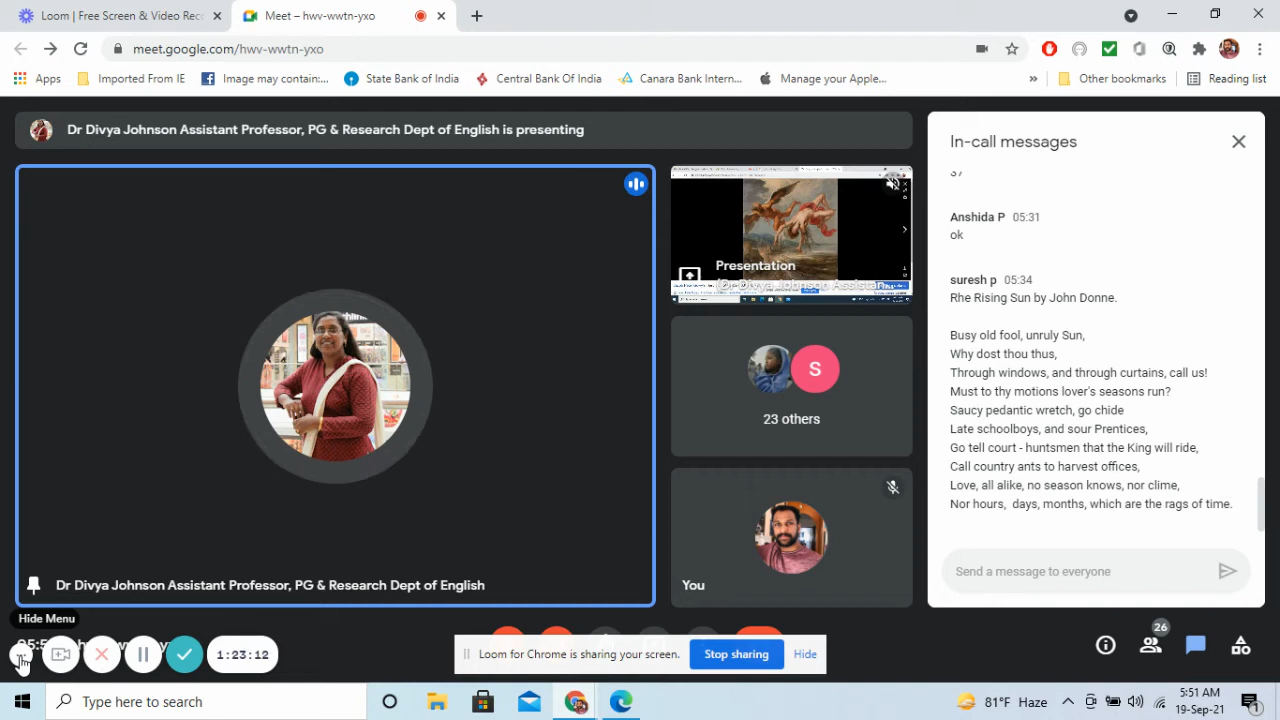 Loom | Free Screen & Video Rec
Meet – hwv-wwtn-yxo
meet.google.com/hwv-wwtn-yxo
Apps
Imported From IE
Image may contain:...
State Bank of India
Central Bank Of India
Canara Bank Intern...
Manage your Apple...
»
Other bookmarks
Reading list
Dr Divya Johnson Assistant Professor, PG & Research Dept of English is presenting
Presentation
S
23 others
You
Dr Divya Johnson Assistant Professor, PG & Research Dept of English
In-call messages
Anshida P 05:31
ok
suresh p 05:34
Rhe Rising Sun by John Donne.
Busy old fool, unruly Sun,
Why dost thou thus,
Through windows, and through curtains, call us!
Must to thy motions lover's seasons run?
Saucy pedantic wretch, go chide
Late schoolboys, and sour Prentices,
Go tell court - huntsmen that the King will ride,
Call country ants to harvest offices,
Love, all alike, no season knows, nor clime,
Nor hours, days, months, which are the rags of time.
Send a message to everyone
Hide Menu
1:23:12
Loom for Chrome is sharing your screen.
Stop sharing
Hide
26
Type here to search
81°F Haze
5:51 AM
19-Sep-21
1